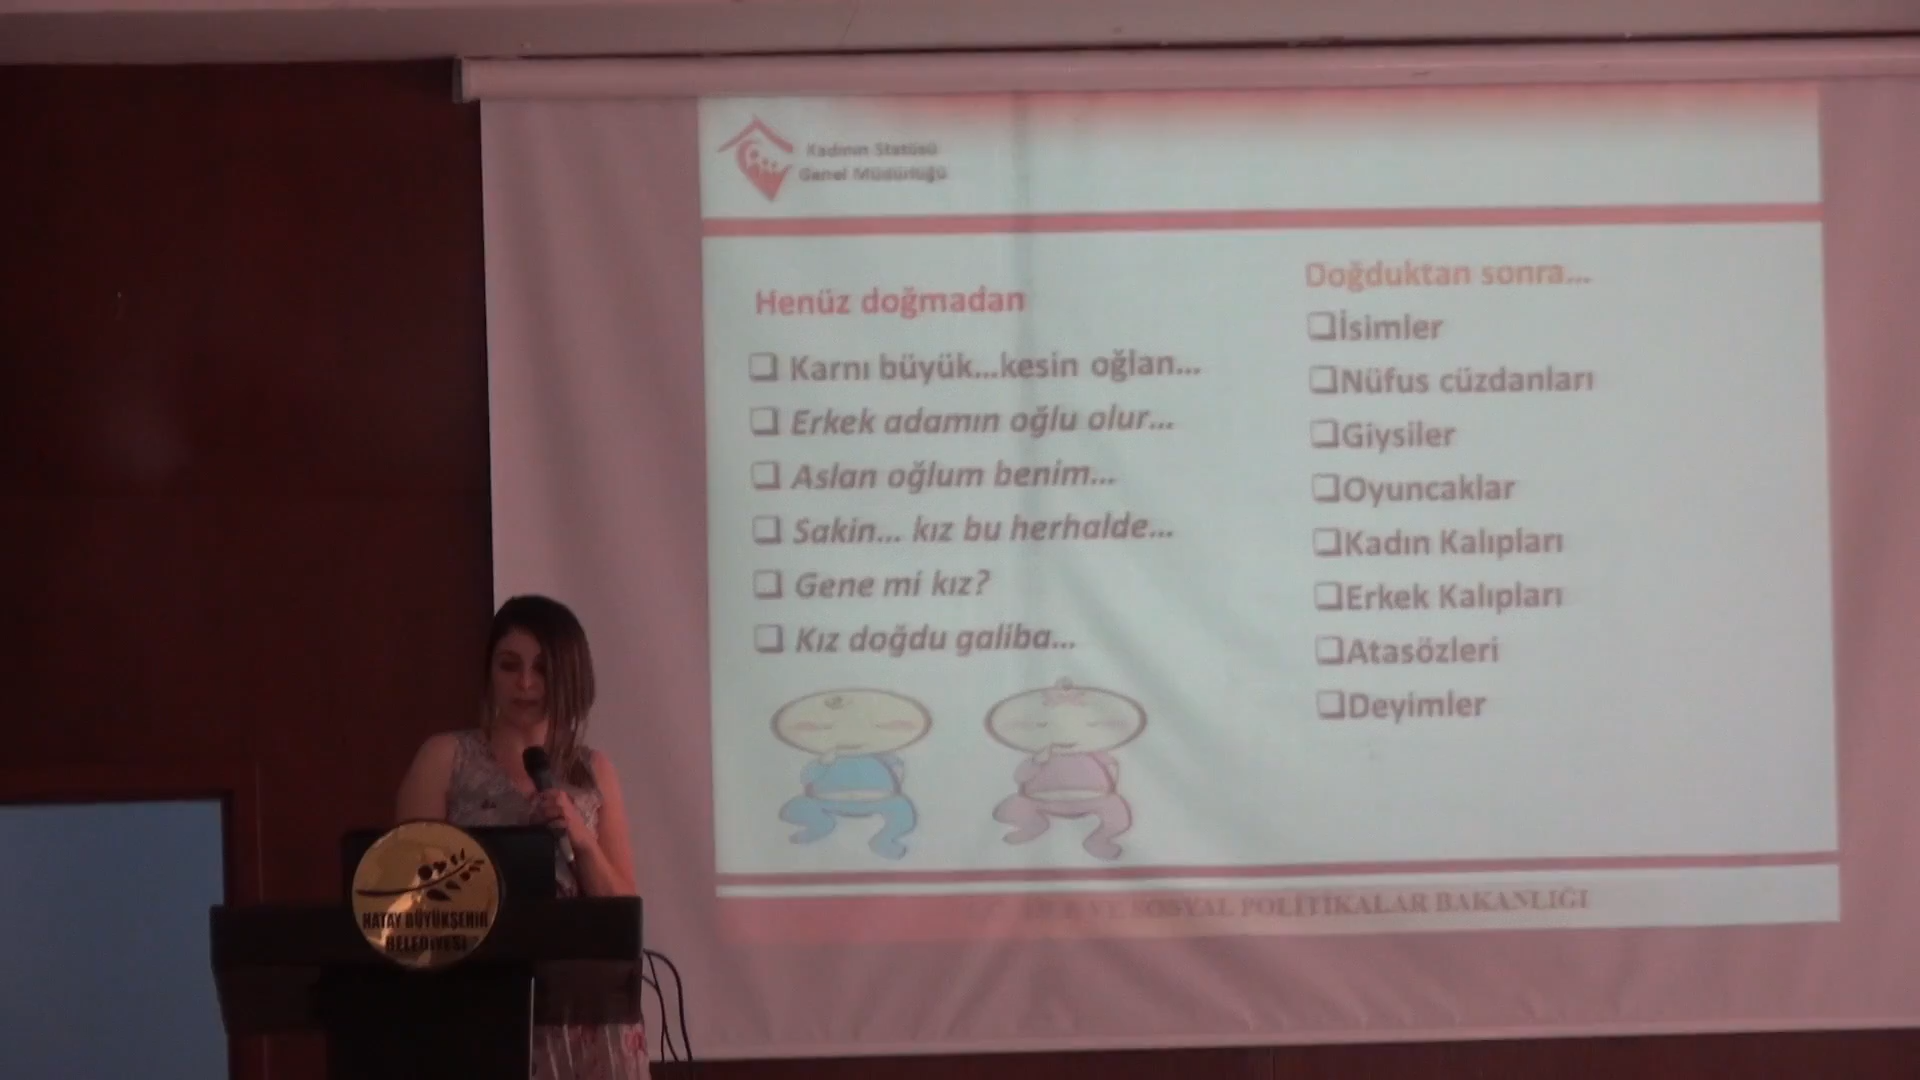 Kadının Statüsü
Genel Müdürlüğü
Henüz doğmadan
Karnı büyük...kesin oğlan...
Erkek adamın oğlu olur...
Aslan oğlum benim...
Sakin... kız bu herhalde...
Gene mi kız?
Kız doğdu galiba...
Doğduktan sonra...
İsimler
Nüfus cüzdanları
Giysiler
Oyuncaklar
Kadın Kalıpları
Erkek Kalıpları
Atasözleri
Deyimler
VE SOSYAL POLİTİKALAR BAKANLIĞI
HATAY BÜYÜKŞEHİR
BELEDİYESİ